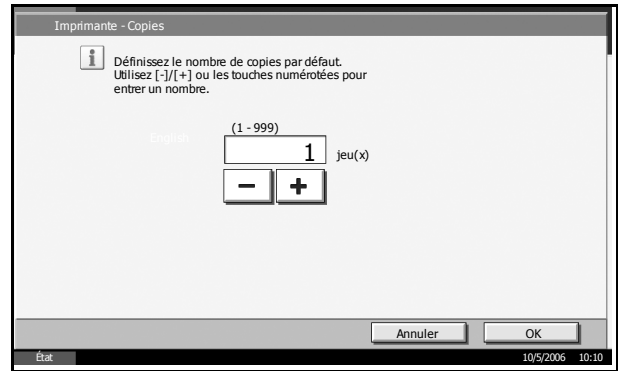 Imprimante - Copies
Définissez le nombre de copies par défaut.
Utilisez [-]/[+] ou les touches numérotées pour
entrer un nombre.
English
(1 - 999)
1 jeu(x)
Annuler OK
État 10/5/2006 10:10